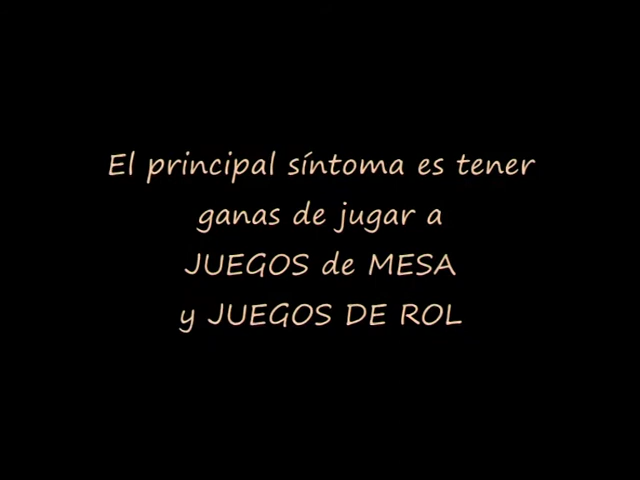 El principal síntoma es tener
ganas de jugar a
JUEGOS de MESA
y JUEGOS DE ROL